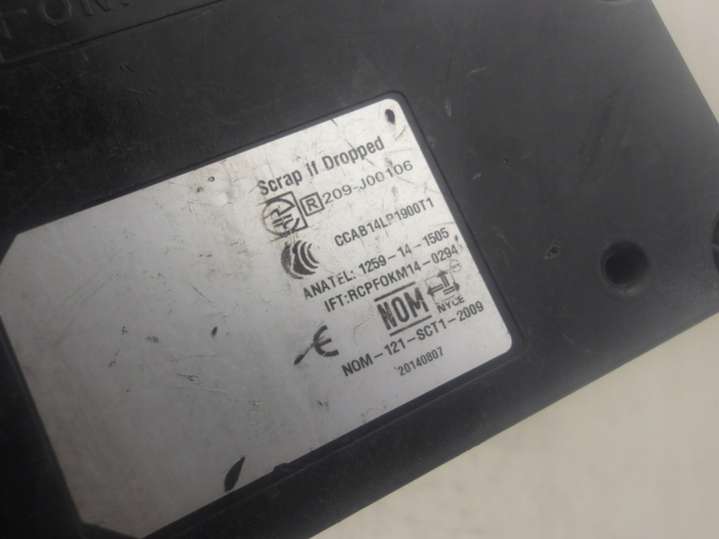 Scrap if Dropped
R 209-J00106
CCAB14LP1900T1
ANATEL: 1259-14-1505
IFT:RCPFOKM14-0294
NOM
NYCE
NOM-121-SCT1-2009
20140807